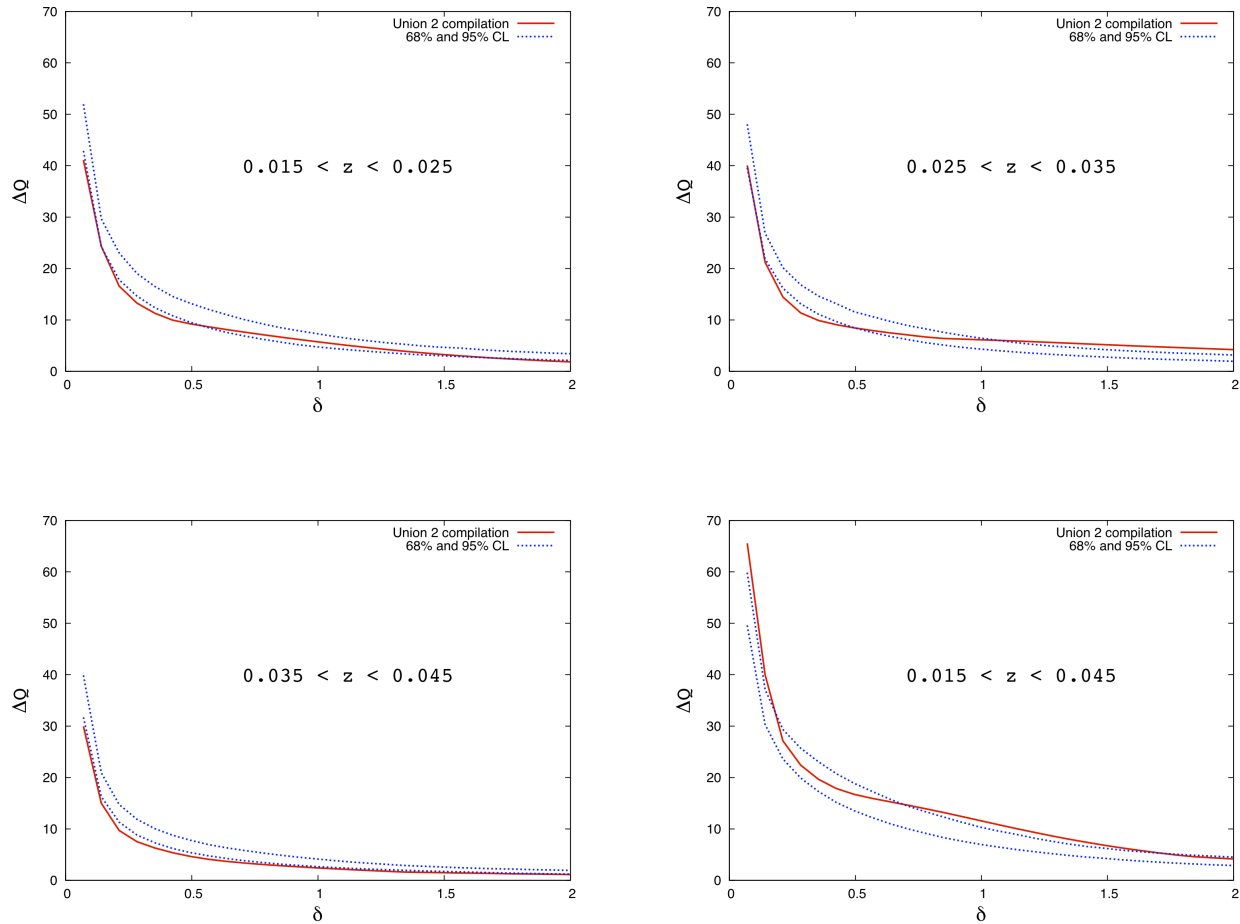 70
60
50
40
30
20
10
0
ΔQ
Union 2 compilation
68% and 95% CL
0.015 < z < 0.025
0 0.5 1 1.5 2
δ
70
60
50
40
30
20
10
0
ΔQ
Union 2 compilation
68% and 95% CL
0.025 < z < 0.035
0 0.5 1 1.5 2
δ
70
60
50
40
30
20
10
0
ΔQ
Union 2 compilation
68% and 95% CL
0.035 < z < 0.045
0 0.5 1 1.5 2
δ
70
60
50
40
30
20
10
0
ΔQ
Union 2 compilation
68% and 95% CL
0.015 < z < 0.045
0 0.5 1 1.5 2
δ